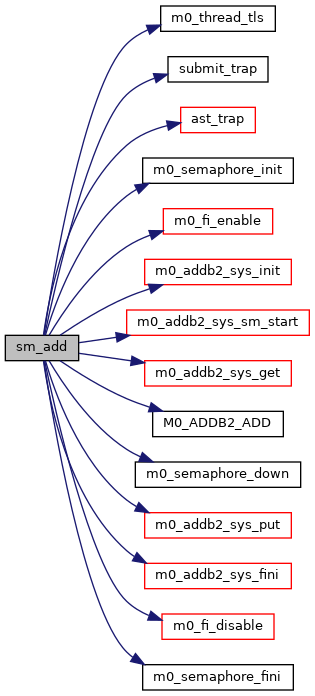 m0_thread_tls
submit_trap
ast_trap
m0_semaphore_init
m0_fi_enable
m0_addb2_sys_init
m0_addb2_sys_sm_start
sm_add
m0_addb2_sys_get
M0_ADDB2_ADD
m0_semaphore_down
m0_addb2_sys_put
m0_addb2_sys_fini
m0_fi_disable
m0_semaphore_fini